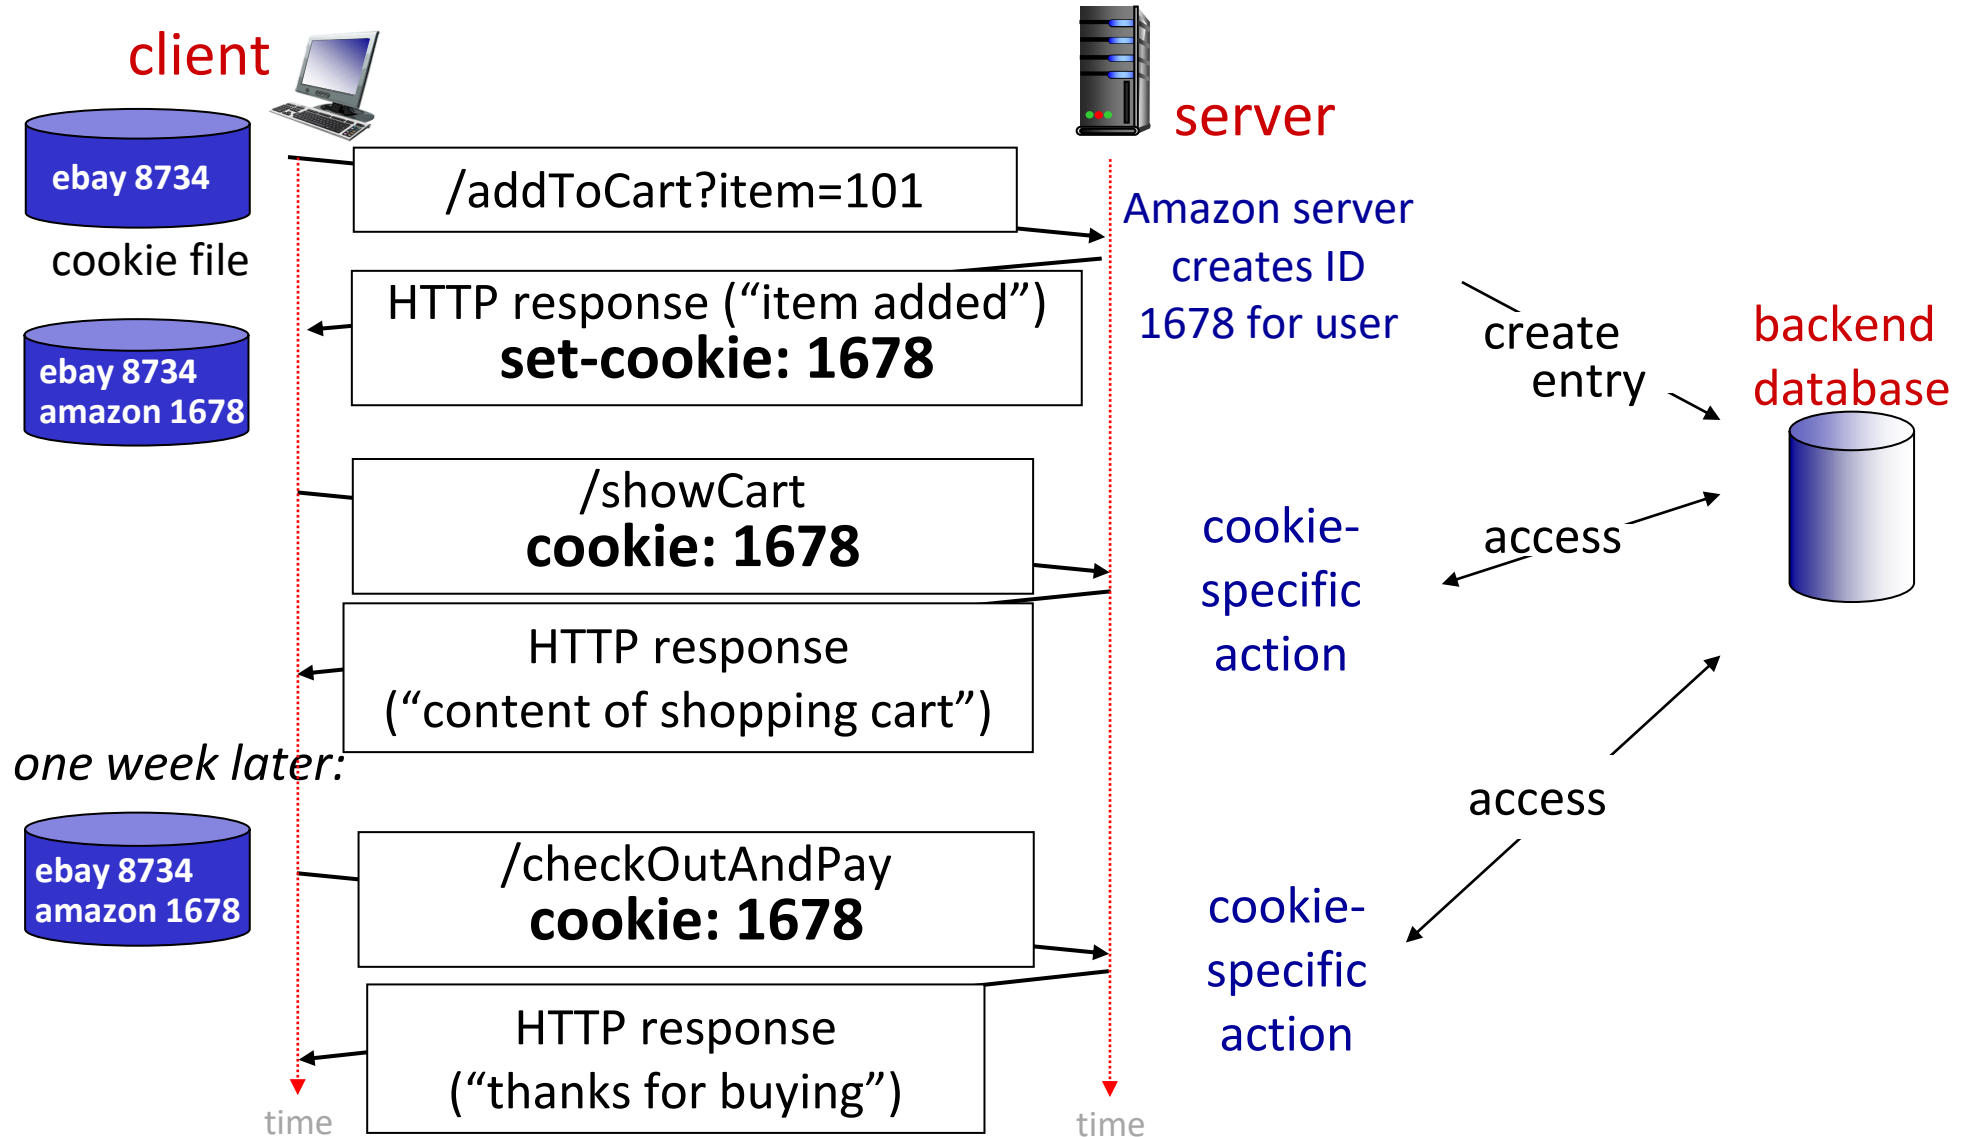 client
server
ebay 8734
cookie file
/addToCart?item=101
Amazon server
creates ID
1678 for user
HTTP response (“item added”)
set-cookie: 1678
ebay 8734
amazon 1678
create
entry
backend
database
/showCart
cookie: 1678
cookie-
specific
action
access
HTTP response
(“content of shopping cart”)
one week later:
ebay 8734
amazon 1678
/checkOutAndPay
cookie: 1678
access
cookie-
specific
action
HTTP response
(“thanks for buying”)
time
time